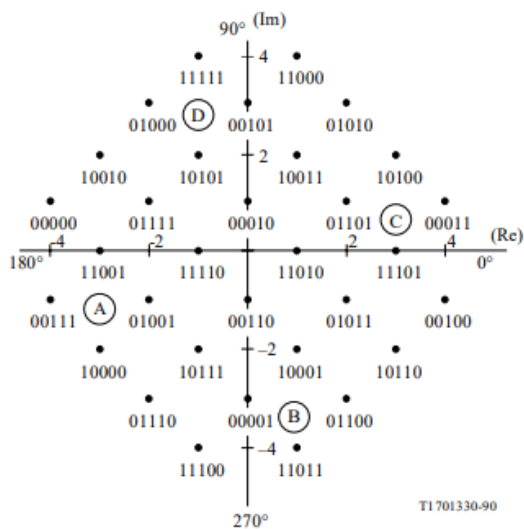 90° (Im)
4
11111 11000
01000 D 00101 01010
2
10010 10101 10011 10100
00000 01111 00010 01101 C 00011 (Re)
-4 -2 2 4
180° 0°
11001 11110 11010 11101
00111 A 01001 00110 01011 00100
–2
10000 10111 10001 10110
01110 00001 B 01100
–4
11100 11011
T1701330-90
270°